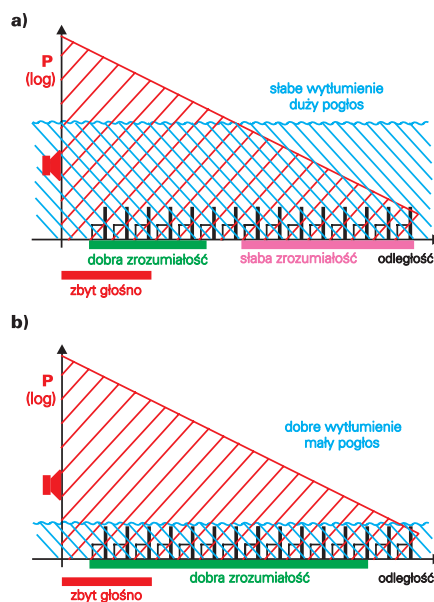 a)
P
(log)
słabe wytłumienie
duży pogłos
dobra zrozumiałość
słaba zrozumiałość
odległość
zbyt głośno
b)
P
(log)
dobre wytłumienie
mały pogłos
odległość
dobra zrozumiałość
zbyt głośno